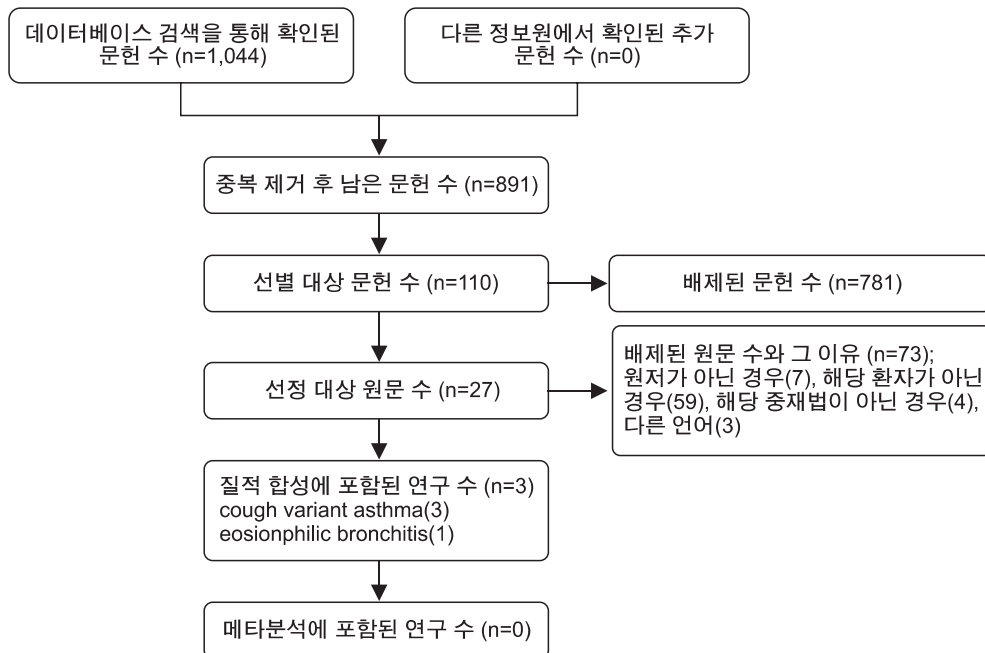 데이터베이스 검색을 통해 확인된
문헌 수 (n=1,044)
다른 정보원에서 확인된 추가
문헌 수 (n=0)
중복 제거 후 남은 문헌 수 (n=891)
선별 대상 문헌 수 (n=110)
배제된 문헌 수 (n=781)
선정 대상 원문 수 (n=27)
배제된 원문 수와 그 이유 (n=73);
원저가 아닌 경우(7), 해당 환자가 아닌
경우(59), 해당 중재법이 아닌 경우(4),
다른 언어(3)
질적 합성에 포함된 연구 수 (n=3)
cough variant asthma(3)
eosionphilic bronchitis(1)
메타분석에 포함된 연구 수 (n=0)